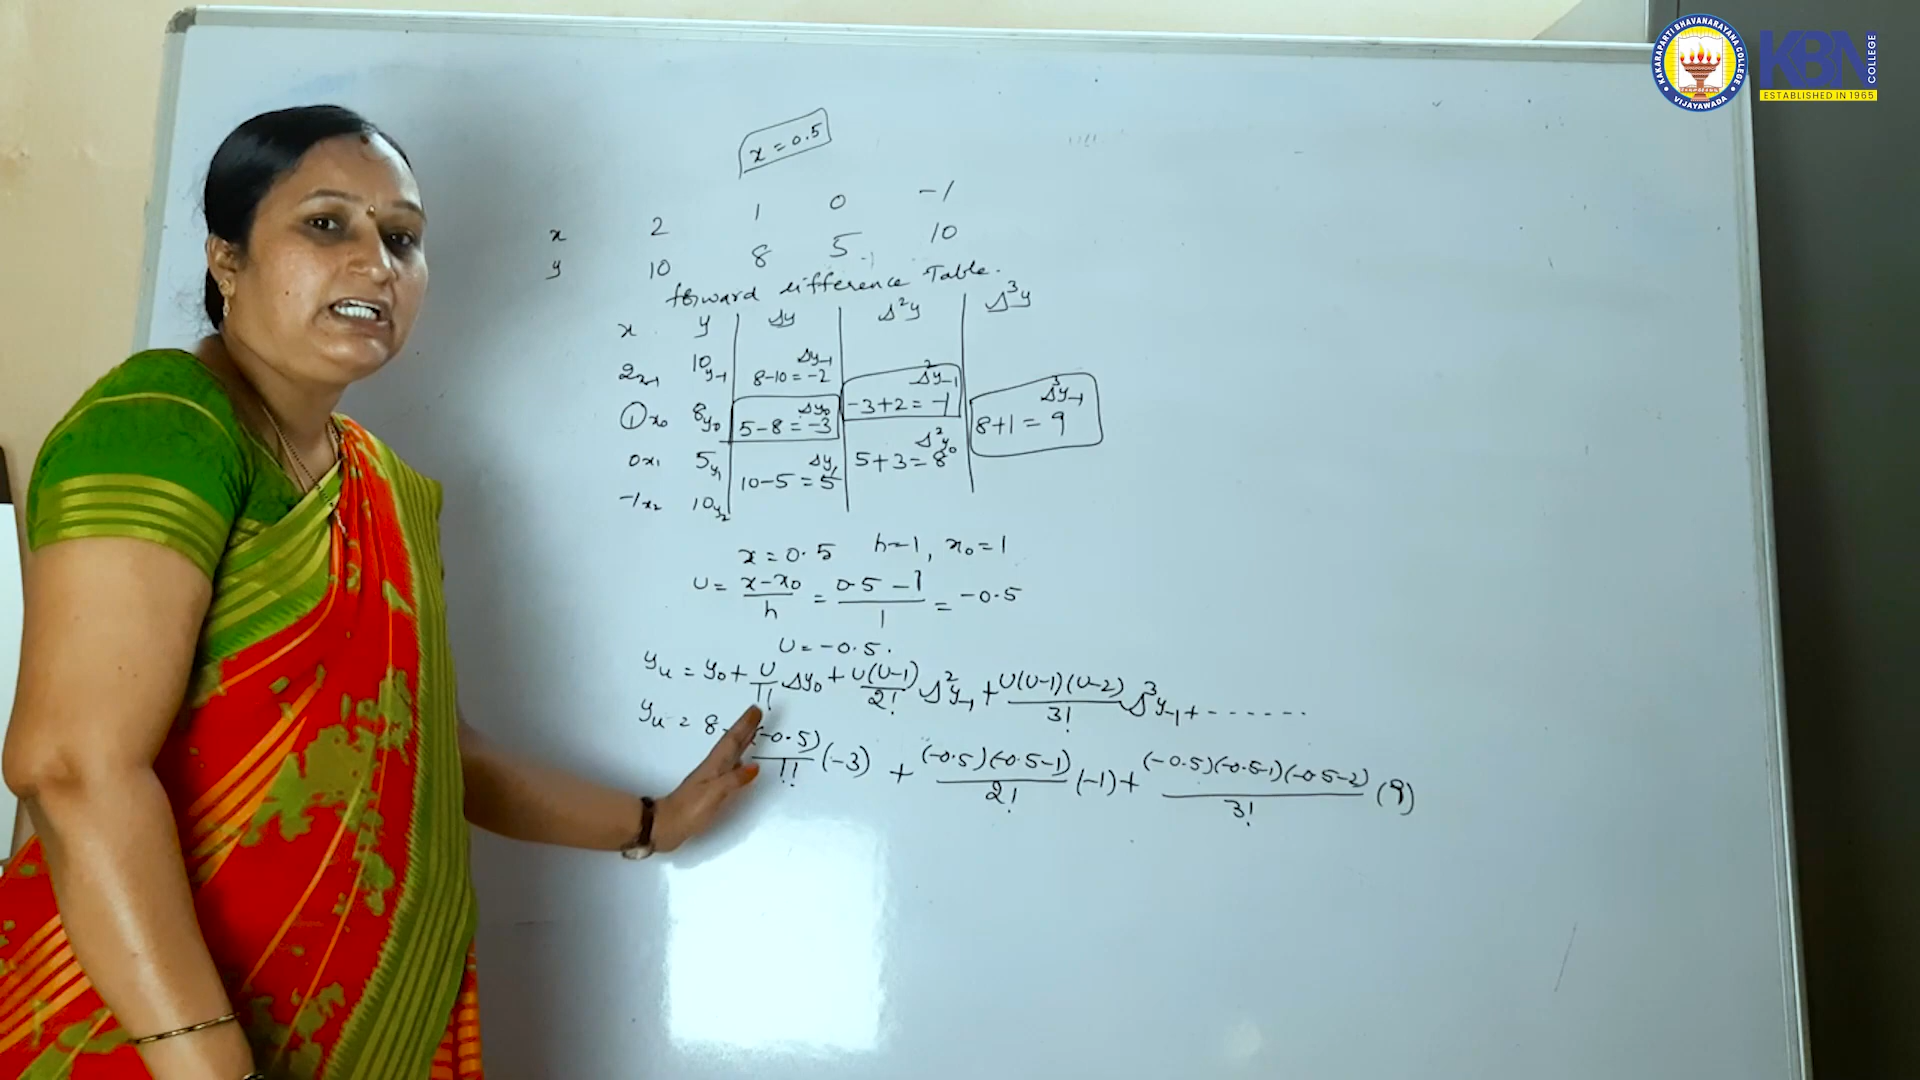 KAKARAPARTI BHAVANARAYANA COLLEGE
VIJAYAWADA
KBN COLLEGE
ESTABLISHED IN 1965
x = 0.5
x 2 1 0 -1
y 10 8 5 10
forward difference Table.
x y Δy Δ²y Δ³y
2x₋₁ 10y₋₁ 8-10 = -2 Δy₋₁
-3+2 = -1 Δ²y₋₁
①x₀ 8y₀ 5-8 = -3 Δy₀ 8+1 = 9 Δ³y₋₁
0x₁ 5y₁ 5+3 = 8 Δ²y₀
10-5 = 5 Δy₁
-1x₂ 10y₂
x = 0.5 h=1, x₀ = 1
U = x-x₀/h = 0.5-1/1 = -0.5
U = -0.5.
yᵤ = y₀ + U/1! Δy₀ + U(U-1)/2! Δ²y₋₁ + U(U-1)(U-2)/3! Δ³y₋₁ + ------
yᵤ = 8 (-0.5)/1! (-3) + (-0.5)(-0.5-1)/2! (-1) + (-0.5)(-0.5-1)(-0.5-2)/3! (9)